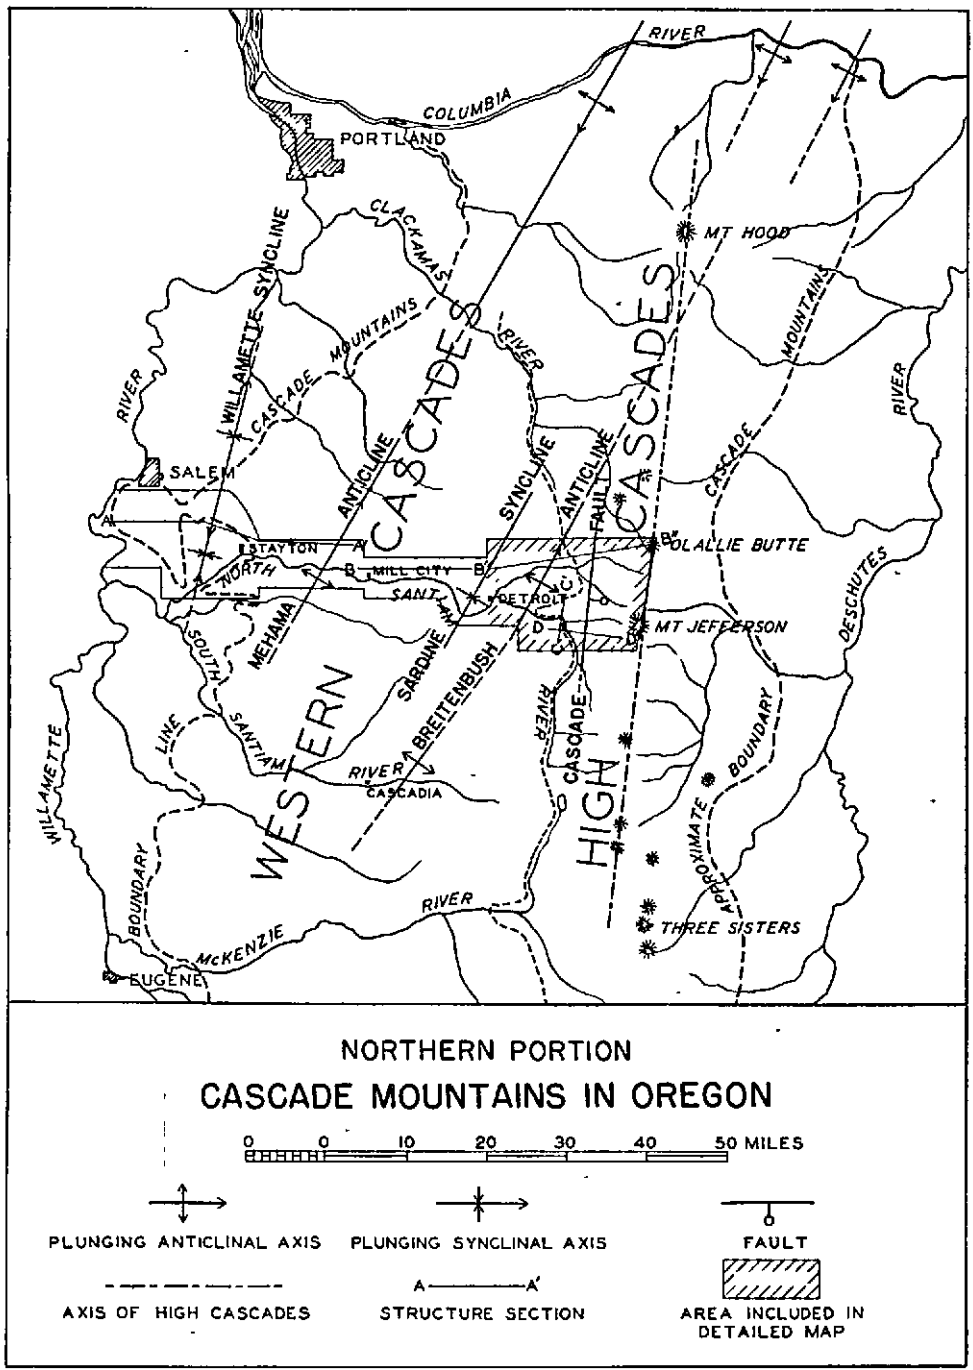 RIVER
COLUMBIA
PORTLAND
CLACKAMAS
RIVER
MT HOOD
WILLAMETTE SYNCLINE
CASCADE MOUNTAINS
RIVER
SALEM
WESTERN CASCADES
HIGH CASCADES
CASCADE MOUNTAINS
RIVER
MEHAMA ANTICLINE
SARDINE SYNCLINE
BREITENBUSH ANTICLINE
CASCADE FAULT
A
STAYTON
A'
B
MILL CITY
B'
B"
OLALLIE BUTTE
NORTH SANTIAM
DETROIT
C'
D
C
MT JEFFERSON
DESCHUTES
SOUTH SANTIAM RIVER
CASCADIA
RIVER
WILLAMETTE
BOUNDARY LINE
APPROXIMATE BOUNDARY
THREE SISTERS
McKENZIE RIVER
EUGENE
NORTHERN PORTION
CASCADE MOUNTAINS IN OREGON
0 0 10 20 30 40 50 MILES
PLUNGING ANTICLINAL AXIS
PLUNGING SYNCLINAL AXIS
FAULT
A A'
AXIS OF HIGH CASCADES
STRUCTURE SECTION
AREA INCLUDED IN
DETAILED MAP